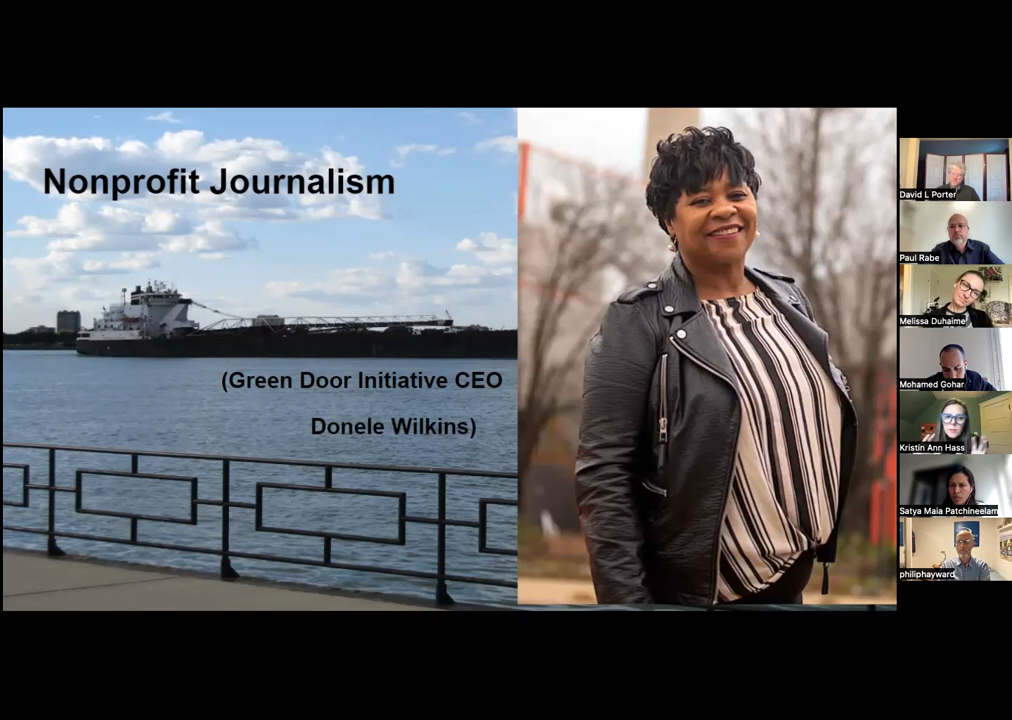 Nonprofit Journalism
(Green Door Initiative CEO
Donele Wilkins)
David L Porter
Paul Rabe
Melissa Duhaime
Mohamed Gohar
Kristin Ann Hass
Satya Maia Patchineelam
philiphayward